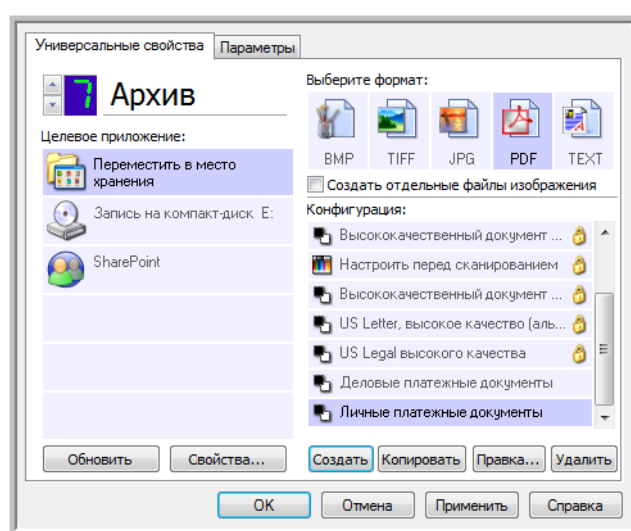 Универсальные свойства Параметры
7 Архив
Целевое приложение:
Переместить в место
хранения
Запись на компакт-диск E:
SharePoint
Обновить Свойства...
Выберите формат:
BMP TIFF JPG PDF TEXT
Создать отдельные файлы изображения
Конфигурация:
Высококачественный документ ...
Настроить перед сканированием
Высококачественный документ ...
US Letter, высокое качество (аль...
US Legal высокого качества
Деловые платежные документы
Личные платежные документы
Создать Копировать Правка... Удалить
OK Отмена Применить Справка